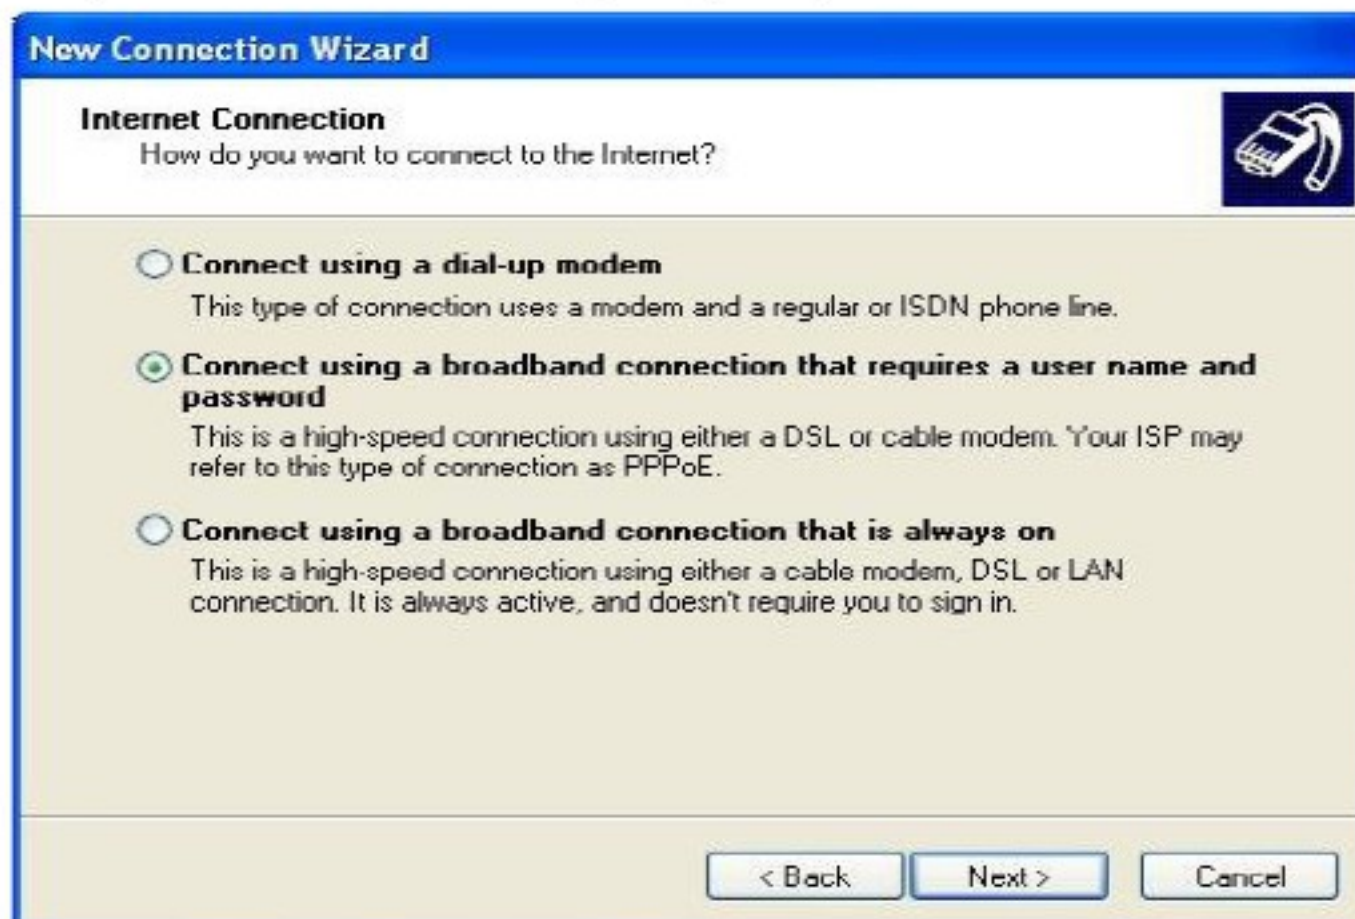 New Connection Wizard
Internet Connection
How do you want to connect to the Internet?
Connect using a dial-up modem
This type of connection uses a modem and a regular or ISDN phone line.
Connect using a broadband connection that requires a user name and
password
This is a high-speed connection using either a DSL or cable modem. Your ISP may
refer to this type of connection as PPPoE.
Connect using a broadband connection that is always on
This is a high-speed connection using either a cable modem, DSL or LAN
connection. It is always active, and doesn't require you to sign in.
< Back
Next >
Cancel